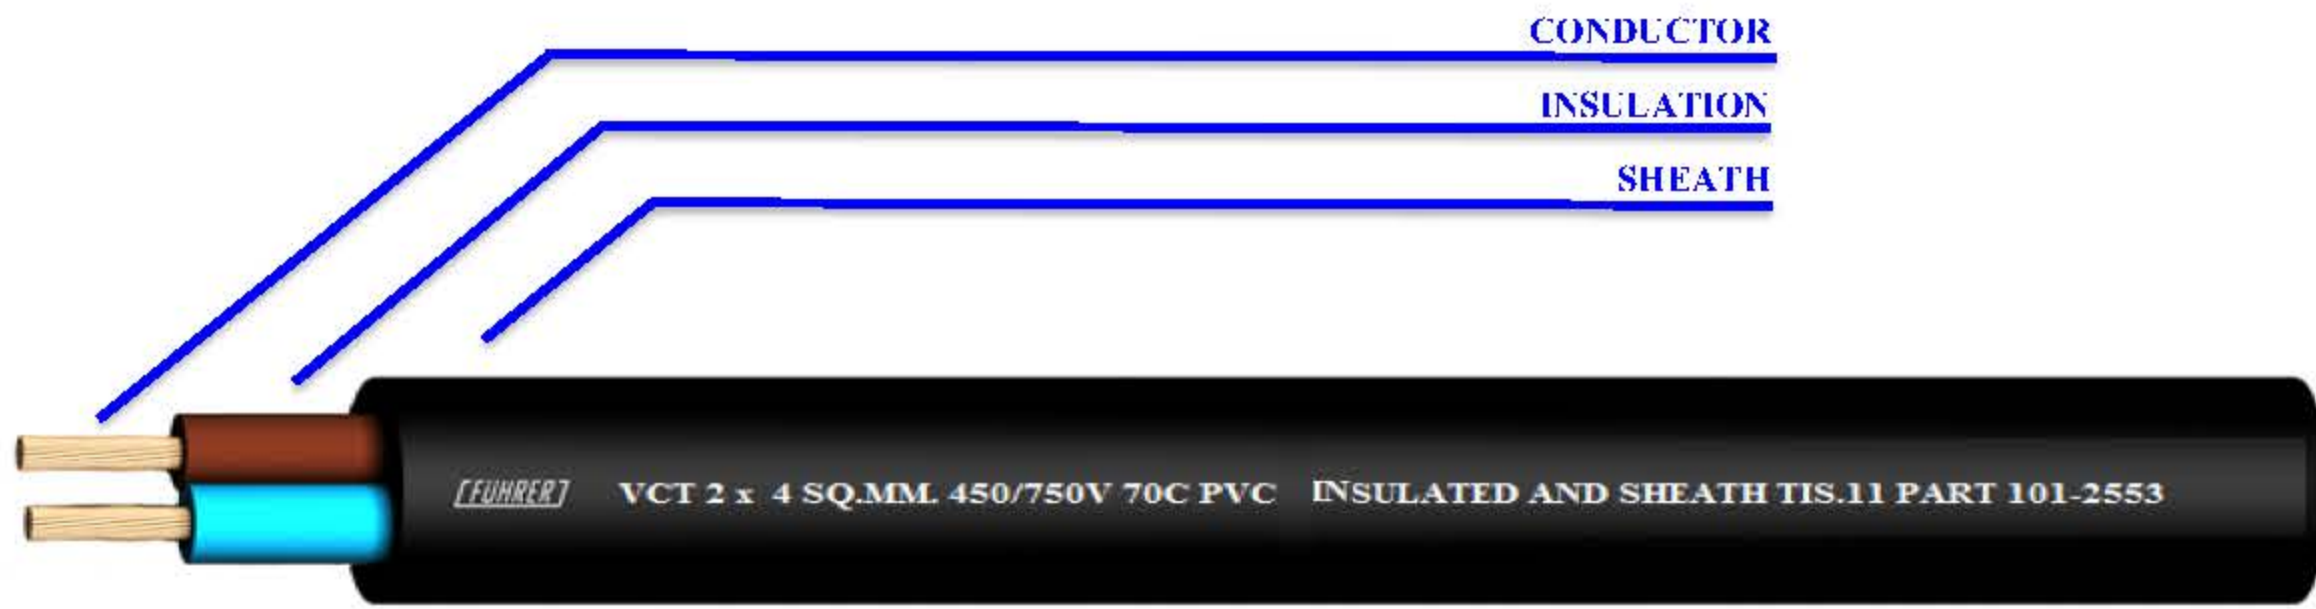 CONDUCTOR
INSULATION
SHEATH
FUHRER VCT 2 x 4 SQ.MM. 450/750V 70C PVC INSULATED AND SHEATH TIS.11 PART 101-2553